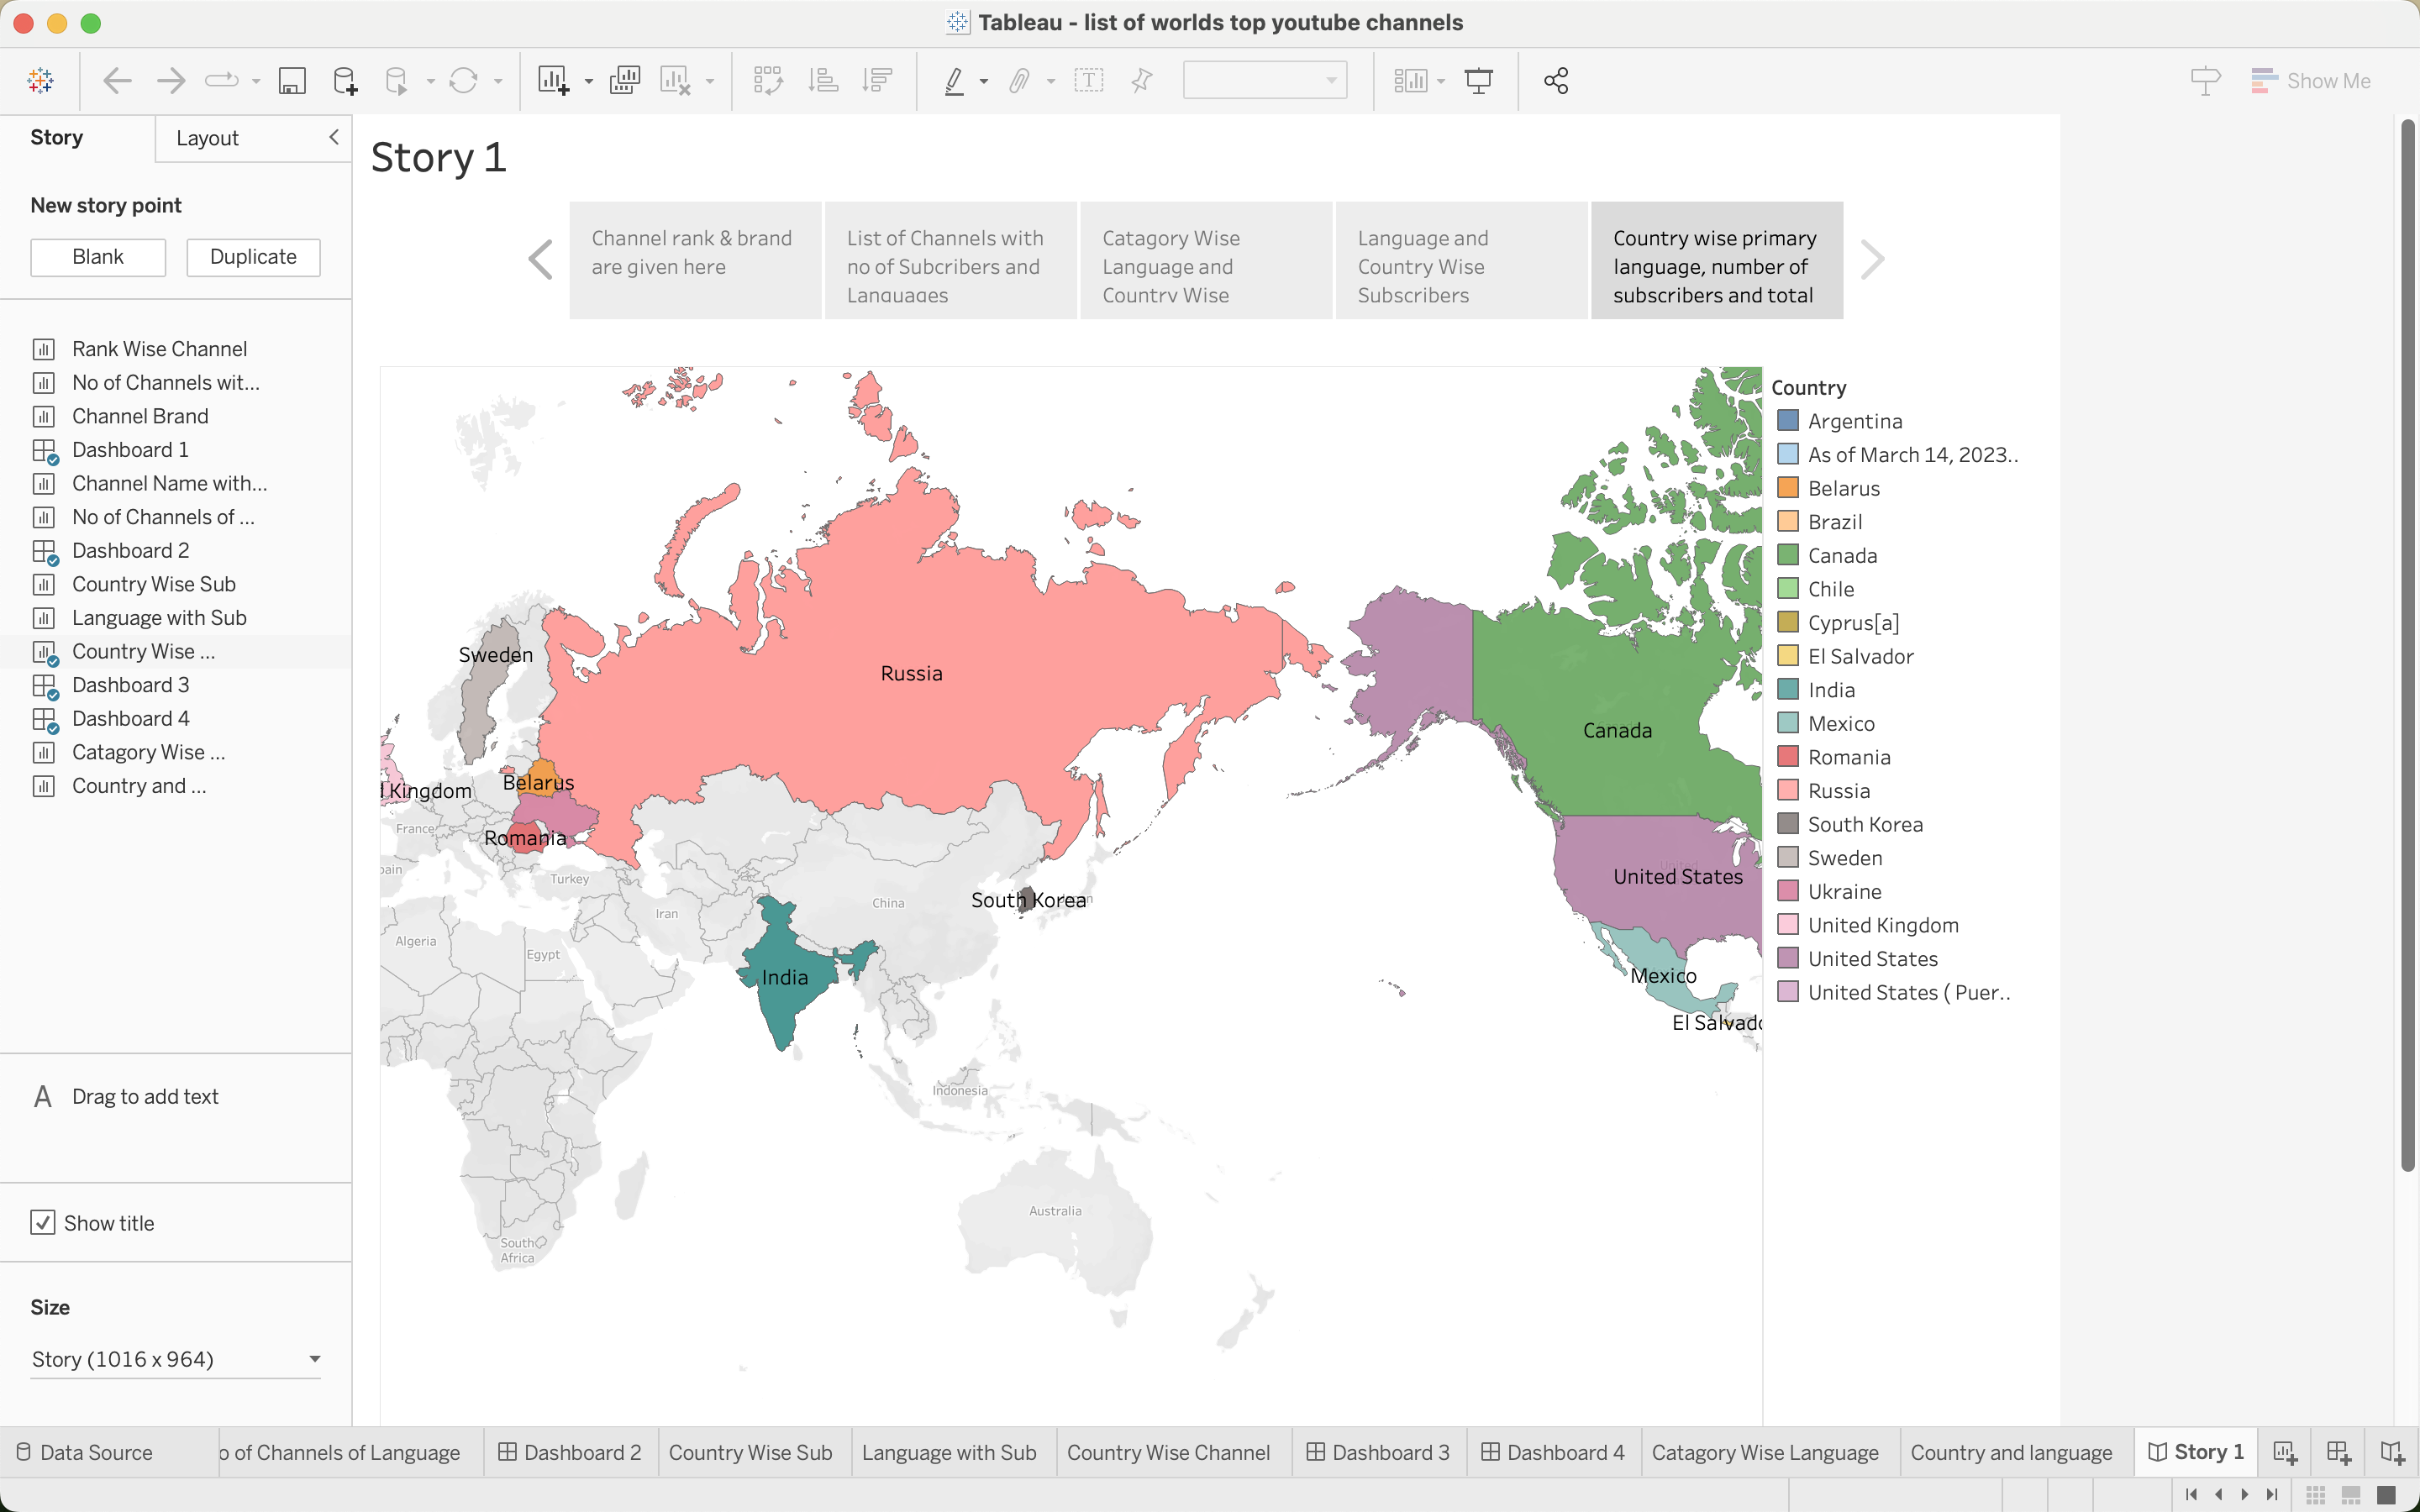 Tableau - list of worlds top youtube channels
Show Me
Story
Layout
New story point
Blank
Duplicate
Rank Wise Channel
No of Channels wit...
Channel Brand
Dashboard 1
Channel Name with...
No of Channels of ...
Dashboard 2
Country Wise Sub
Language with Sub
Country Wise ...
Dashboard 3
Dashboard 4
Catagory Wise ...
Country and ...
A Drag to add text
Show title
Size
Story (1016 x 964)
Story 1
Channel rank & brand
are given here
List of Channels with
no of Subcribers and
Languages
Catagory Wise
Language and
Country Wise
Language and
Country Wise
Subscribers
Country wise primary
language, number of
subscribers and total
Sweden
Russia
Canada
Belarus
Kingdom
France
Romania
Turkey
United States
South Korea
China
Iran
Algeria
Egypt
India
Mexico
El Salvado
Indonesia
Australia
South
Africa
Country
Argentina
As of March 14, 2023..
Belarus
Brazil
Canada
Chile
Cyprus[a]
El Salvador
India
Mexico
Romania
Russia
South Korea
Sweden
Ukraine
United Kingdom
United States
United States ( Puer..
Data Source
o of Channels of Language
Dashboard 2
Country Wise Sub
Language with Sub
Country Wise Channel
Dashboard 3
Dashboard 4
Catagory Wise Language
Country and language
Story 1